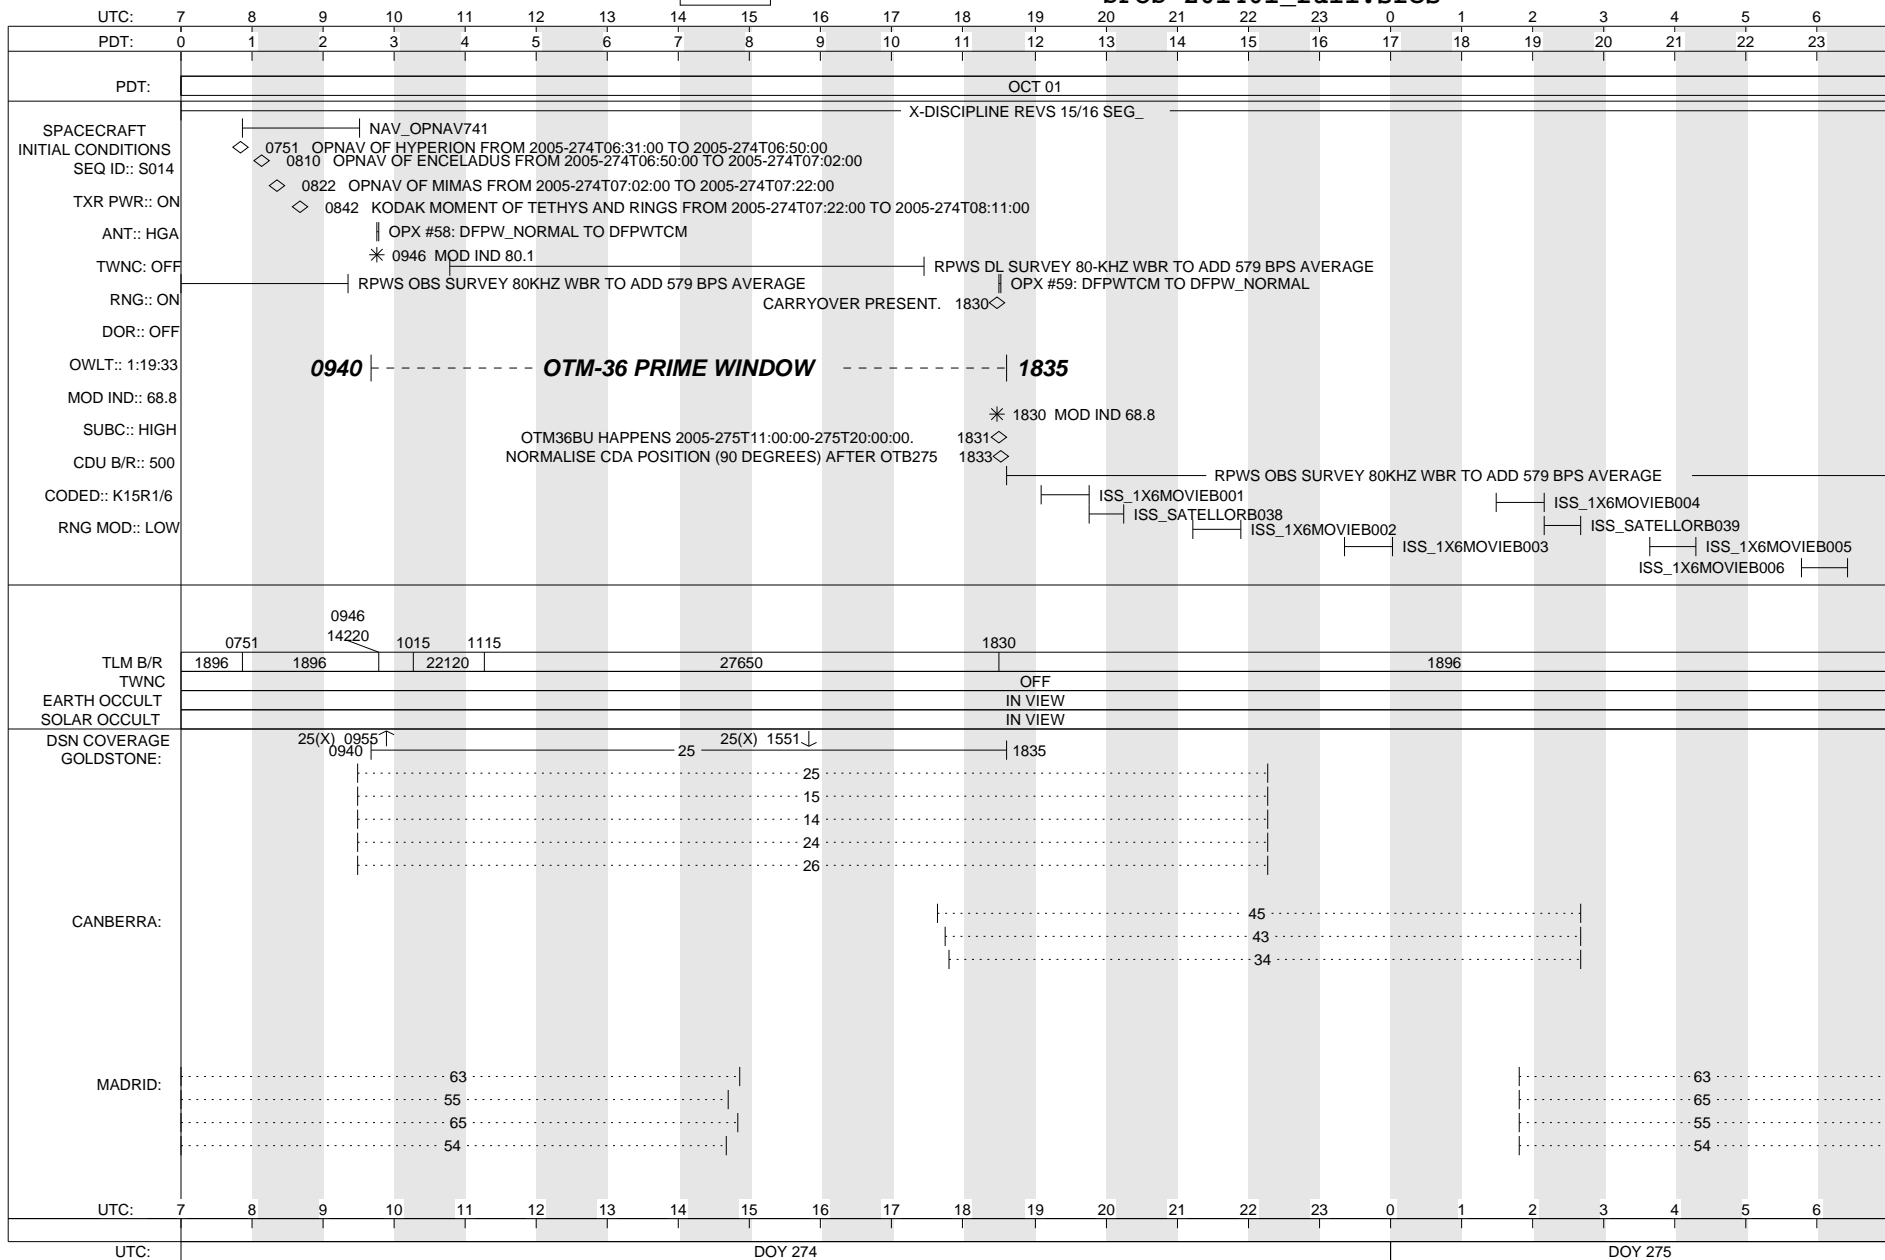 UTC: 7 8 9 10 11 12 13 14 15 16 17 18 19 20 21 22 23 0 1 2 3 4 5 6
PDT: 0 1 2 3 4 5 6 7 8 9 10 11 12 13 14 15 16 17 18 19 20 21 22 23
PDT: OCT 01
X-DISCIPLINE REVS 15/16 SEG_
SPACECRAFT
INITIAL CONDITIONS
SEQ ID:: S014
TXR PWR:: ON
ANT:: HGA
TWNC: OFF
RNG:: ON
DOR:: OFF
OWLT:: 1:19:33
MOD IND:: 68.8
SUBC:: HIGH
CDU B/R:: 500
CODED:: K15R1/6
RNG MOD:: LOW
NAV_OPNAV741
0751 OPNAV OF HYPERION FROM 2005-274T06:31:00 TO 2005-274T06:50:00
0810 OPNAV OF ENCELADUS FROM 2005-274T06:50:00 TO 2005-274T07:02:00
0822 OPNAV OF MIMAS FROM 2005-274T07:02:00 TO 2005-274T07:22:00
0842 KODAK MOMENT OF TETHYS AND RINGS FROM 2005-274T07:22:00 TO 2005-274T08:11:00
OPX #58: DFPW_NORMAL TO DFPWTCM
0946 MOD IND 80.1
RPWS DL SURVEY 80-KHZ WBR TO ADD 579 BPS AVERAGE
RPWS OBS SURVEY 80KHZ WBR TO ADD 579 BPS AVERAGE
OPX #59: DFPWTCM TO DFPW_NORMAL
CARRYOVER PRESENT. 1830
0940 OTM-36 PRIME WINDOW 1835
1830 MOD IND 68.8
OTM36BU HAPPENS 2005-275T11:00:00-275T20:00:00. 1831
NORMALISE CDA POSITION (90 DEGREES) AFTER OTB275 1833
RPWS OBS SURVEY 80KHZ WBR TO ADD 579 BPS AVERAGE
ISS_1X6MOVIEB001
ISS_1X6MOVIEB004
ISS_SATELLORB038
ISS_SATELLORB039
ISS_1X6MOVIEB002
ISS_1X6MOVIEB003
ISS_1X6MOVIEB005
ISS_1X6MOVIEB006
0946
14220
0751 1015 1115 1830
TLM B/R 1896 1896 22120 27650 1896
TWNC OFF
EARTH OCCULT IN VIEW
SOLAR OCCULT IN VIEW
DSN COVERAGE 25(X) 0955 25(X) 1551
GOLDSTONE: 0940 25 1835
25
15
14
24
26
CANBERRA: 45
43
34
MADRID: 63 63
55 65
65 55
54 54
UTC: 7 8 9 10 11 12 13 14 15 16 17 18 19 20 21 22 23 0 1 2 3 4 5 6
UTC: DOY 274 DOY 275